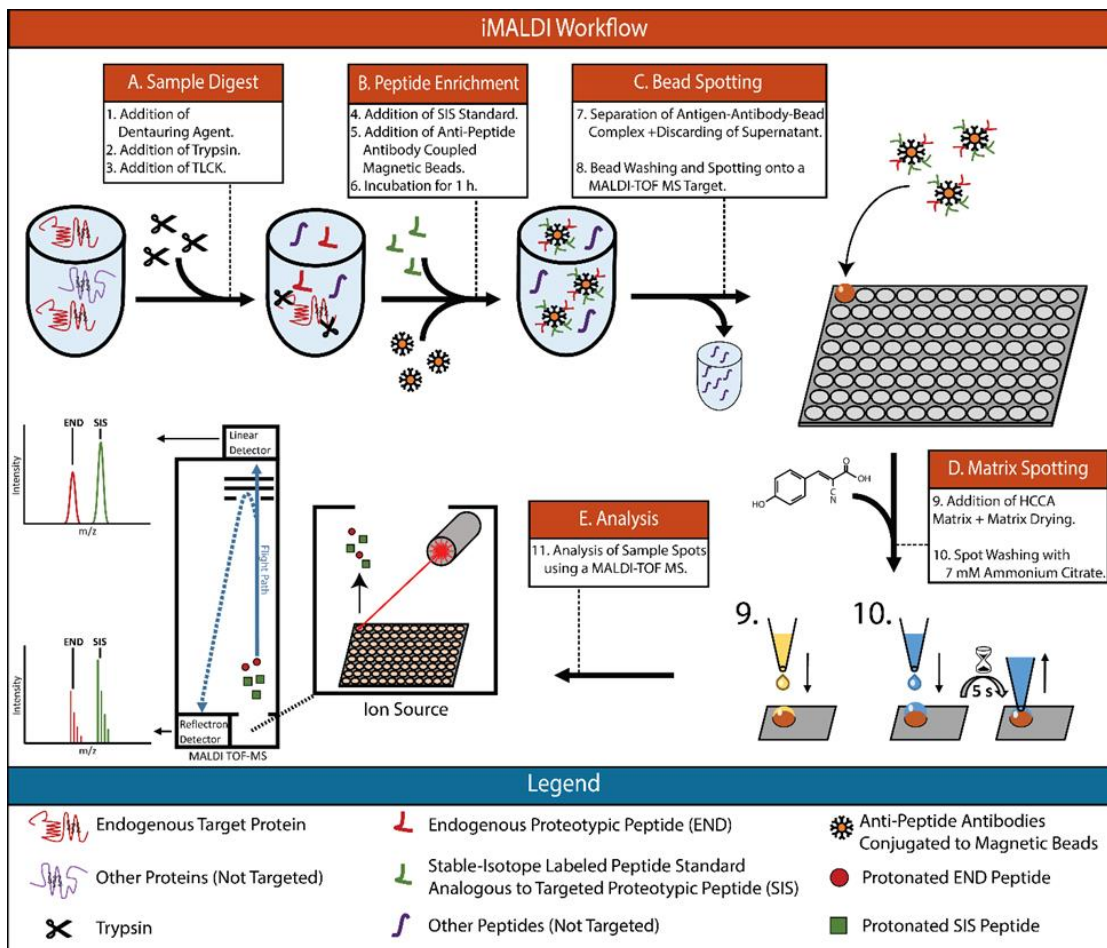 iMALDI Workflow
A. Sample Digest
1. Addition of
Dentauring Agent.
2. Addition of Trypsin.
3. Addition of TLCK.
B. Peptide Enrichment
4. Addition of SIS Standard.
5. Addition of Anti-Peptide
Antibody Coupled
Magnetic Beads.
6. Incubation for 1 h.
C. Bead Spotting
7. Separation of Antigen-Antibody-Bead
Complex +Discarding of Supernatant.
8. Bead Washing and Spotting onto a
MALDI-TOF MS Target.
D. Matrix Spotting
9. Addition of HCCA
Matrix + Matrix Drying.
10. Spot Washing with
7 mM Ammonium Citrate.
HO
O
OH
C
N
9.
10.
5 s
E. Analysis
11. Analysis of Sample Spots
using a MALDI-TOF MS.
Ion Source
Linear
Detector
Flight Path
Reflectron
Detector
MALDI TOF-MS
END SIS
Intensity
m/z
END SIS
Intensity
m/z
Legend
Endogenous Target Protein
Other Proteins (Not Targeted)
Trypsin
Endogenous Proteotypic Peptide (END)
Stable-Isotope Labeled Peptide Standard
Analogous to Targeted Proteotypic Peptide (SIS)
Other Peptides (Not Targeted)
Anti-Peptide Antibodies
Conjugated to Magnetic Beads
Protonated END Peptide
Protonated SIS Peptide